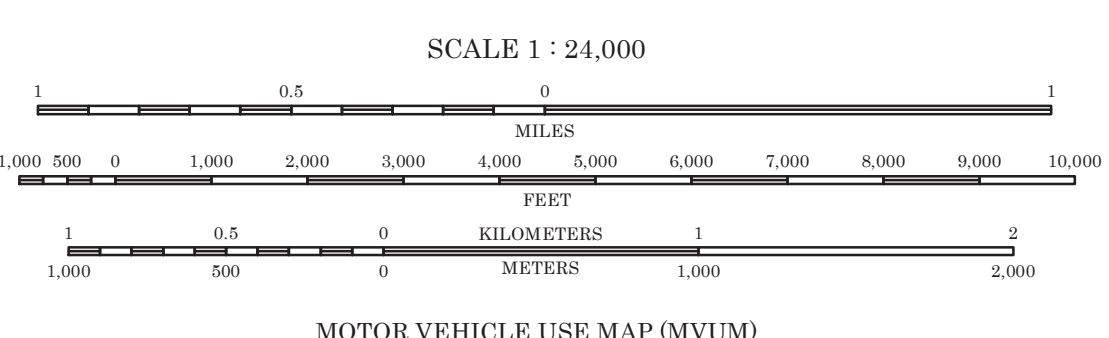 SCALE 1 : 24,000
1 0.5 0 1
MILES
1,000 500 0 1,000 2,000 3,000 4,000 5,000 6,000 7,000 8,000 9,000 10,000
FEET
1 0.5 0 KILOMETERS 1 2
1,000 500 0 METERS 1,000 2,000
MOTOR VEHICLE USE MAP (MVUM)